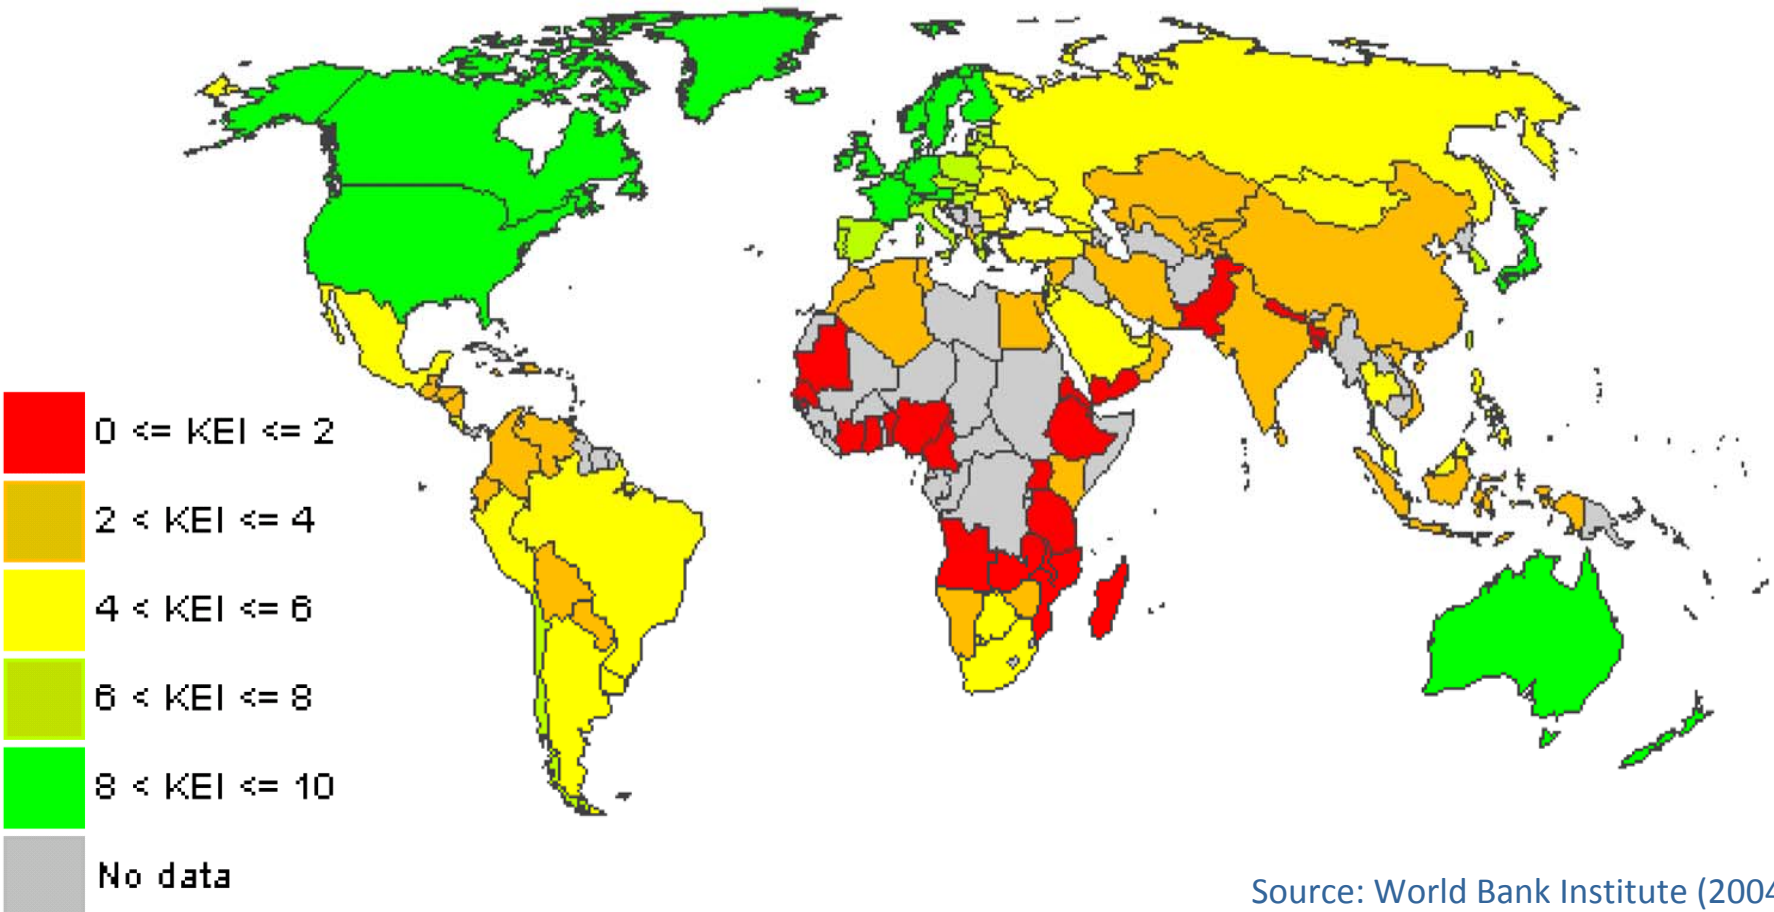 0 <= KEI <= 2
2 < KEI <= 4
4 < KEI <= 6
6 < KEI <= 8
8 < KEI <= 10
No data
Source: World Bank Institute (2004